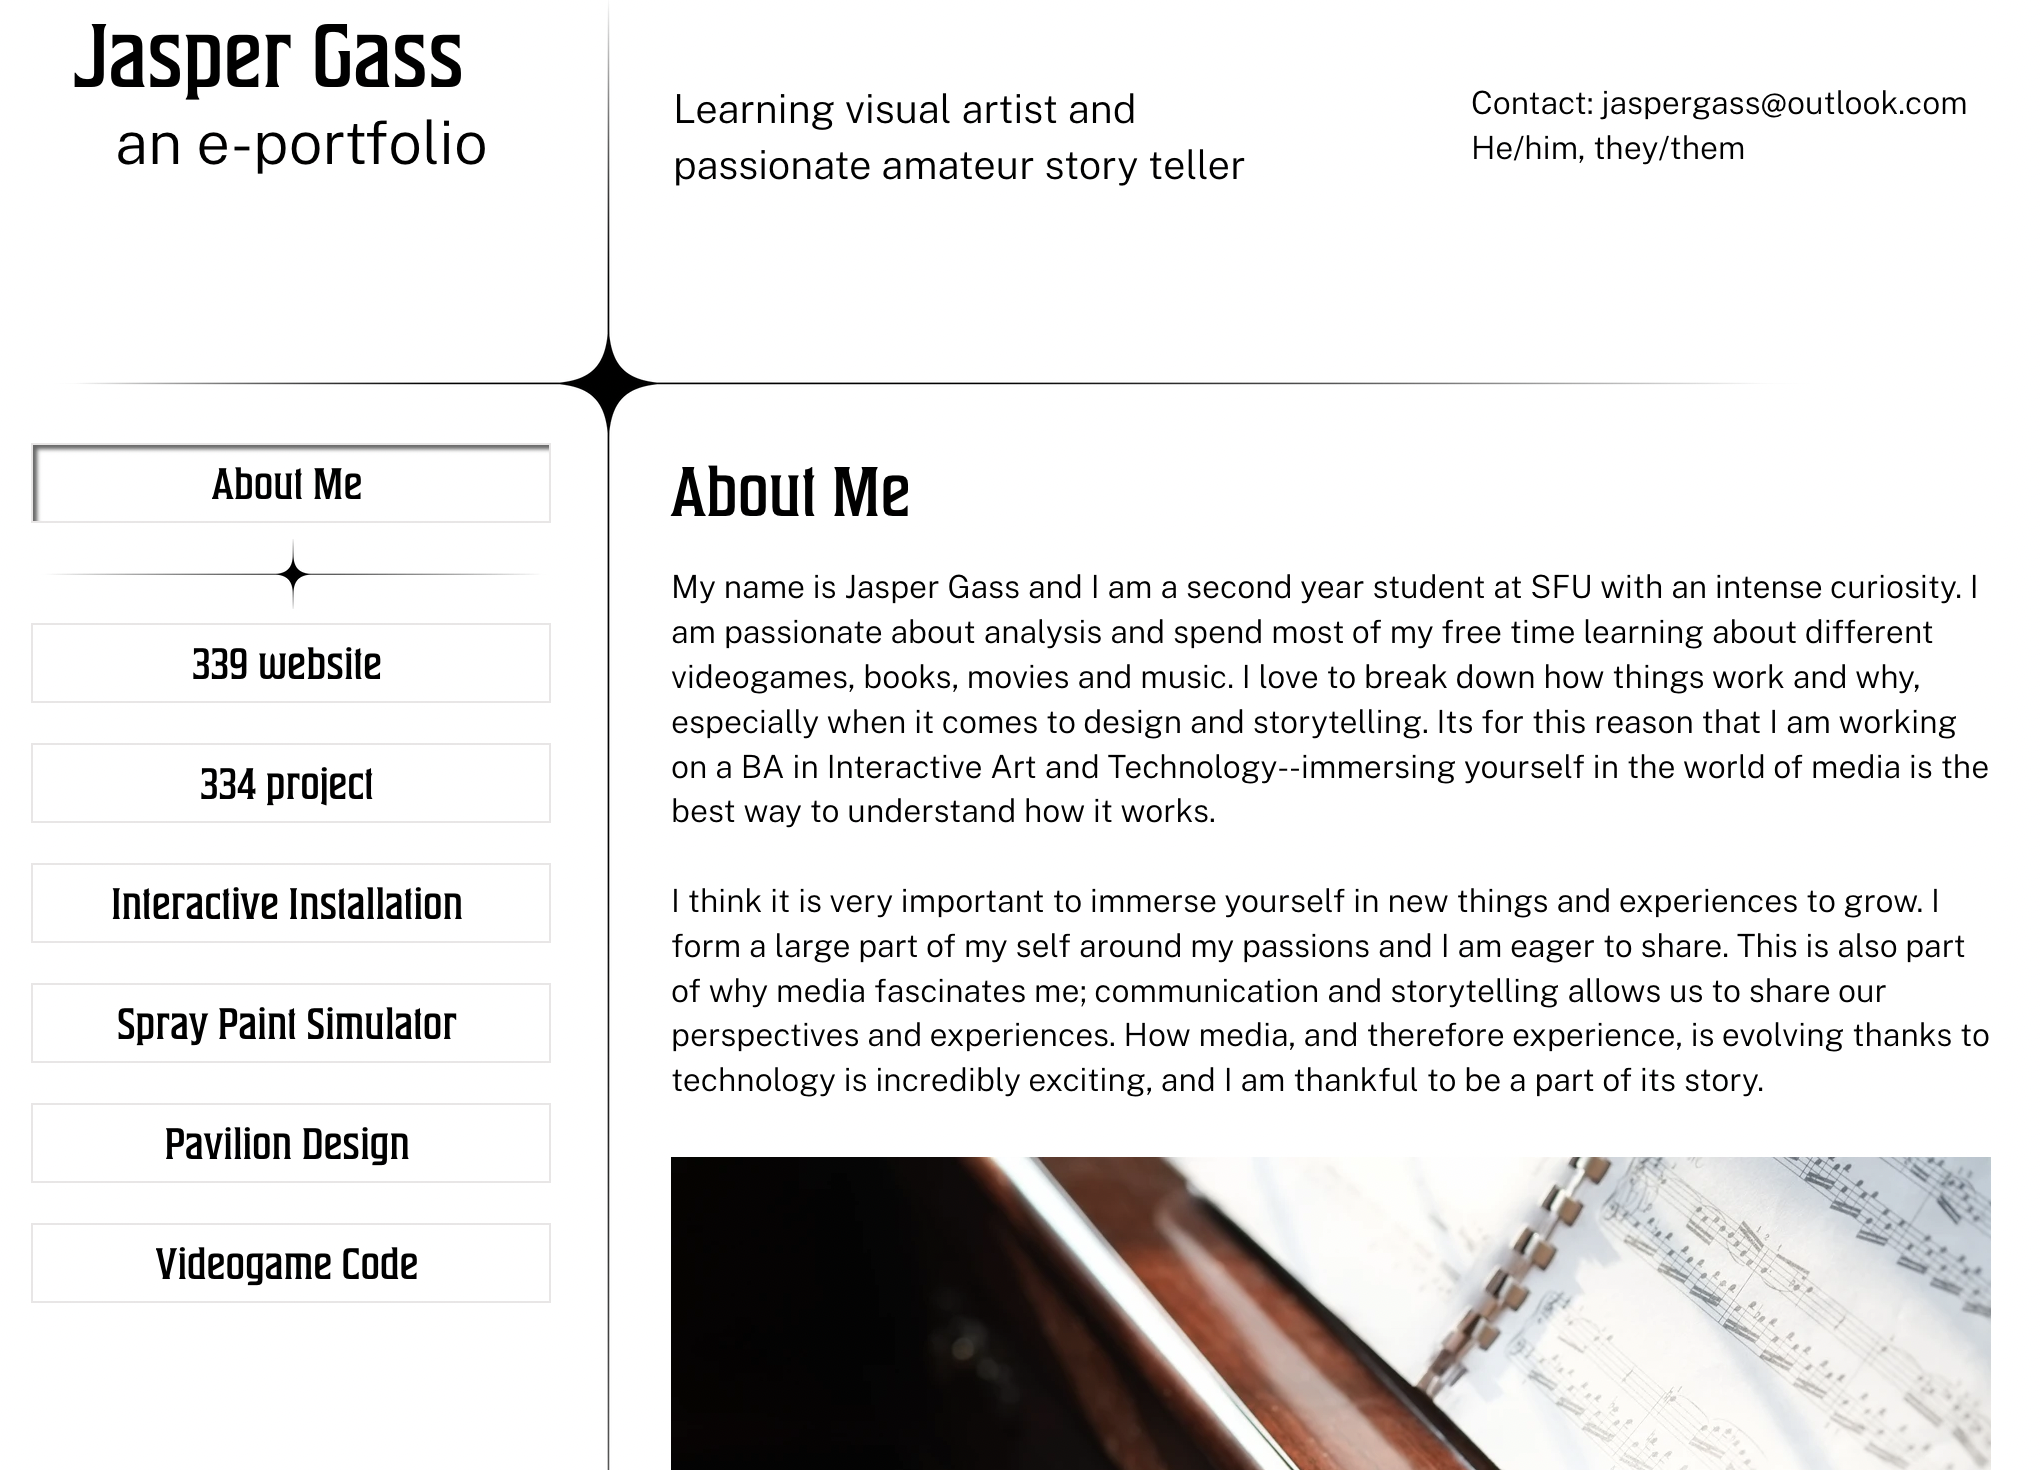 Jasper Gass
an e-portfolio
Learning visual artist and
passionate amateur story teller
Contact: jaspergass@outlook.com
He/him, they/them
About Me
339 website
334 project
Interactive Installation
Spray Paint Simulator
Pavilion Design
Videogame Code
About Me
My name is Jasper Gass and I am a second year student at SFU with an intense curiosity. I
am passionate about analysis and spend most of my free time learning about different
videogames, books, movies and music. I love to break down how things work and why,
especially when it comes to design and storytelling. Its for this reason that I am working
on a BA in Interactive Art and Technology--immersing yourself in the world of media is the
best way to understand how it works.
I think it is very important to immerse yourself in new things and experiences to grow. I
form a large part of my self around my passions and I am eager to share. This is also part
of why media fascinates me; communication and storytelling allows us to share our
perspectives and experiences. How media, and therefore experience, is evolving thanks to
technology is incredibly exciting, and I am thankful to be a part of its story.